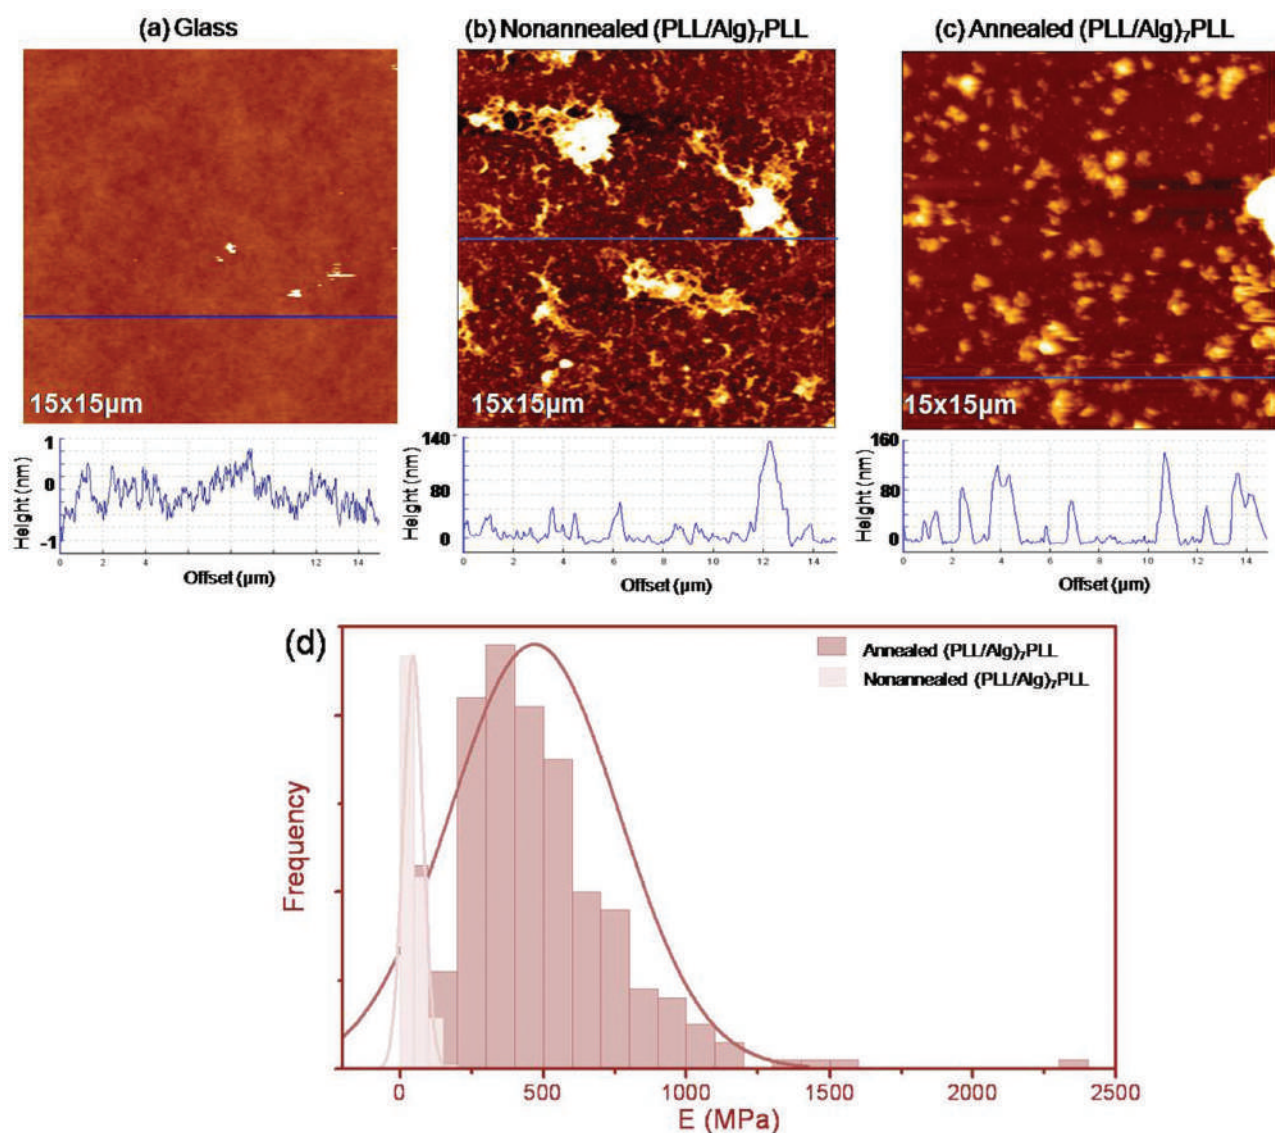 (a) Glass
(b) Nonannealed (PLL/Alg)₇PLL
(c) Annealed (PLL/Alg)₇PLL
15x15µm
15x15µm
15x15µm
Height (nm)
1
0
-1
0 2 4 6 8 12 14
Offset (µm)
Height (nm)
140
80
0
0 2 4 6 8 10 12 14
Offset (µm)
Height (nm)
160
80
0
0 2 4 6 8 10 12 14
Offset (µm)
(d)
Annealed (PLL/Alg)₇PLL
Nonannealed (PLL/Alg)₇PLL
Frequency
0 500 1000 1500 2000 2500
E (MPa)